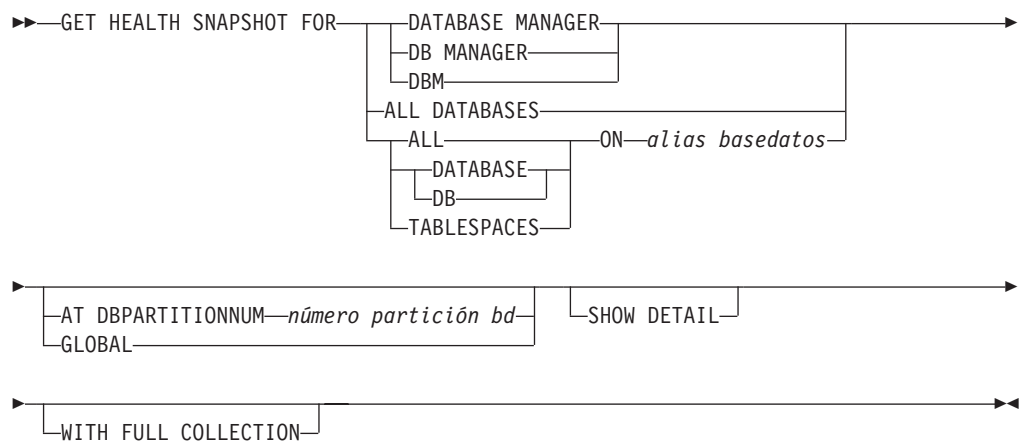 GET HEALTH SNAPSHOT FOR DATABASE MANAGER
DB MANAGER
DBM
ALL DATABASES
ALL ON alias basedatos
DATABASE
DB
TABLESPACES
AT DBPARTITIONNUM número partición bd SHOW DETAIL
GLOBAL
WITH FULL COLLECTION